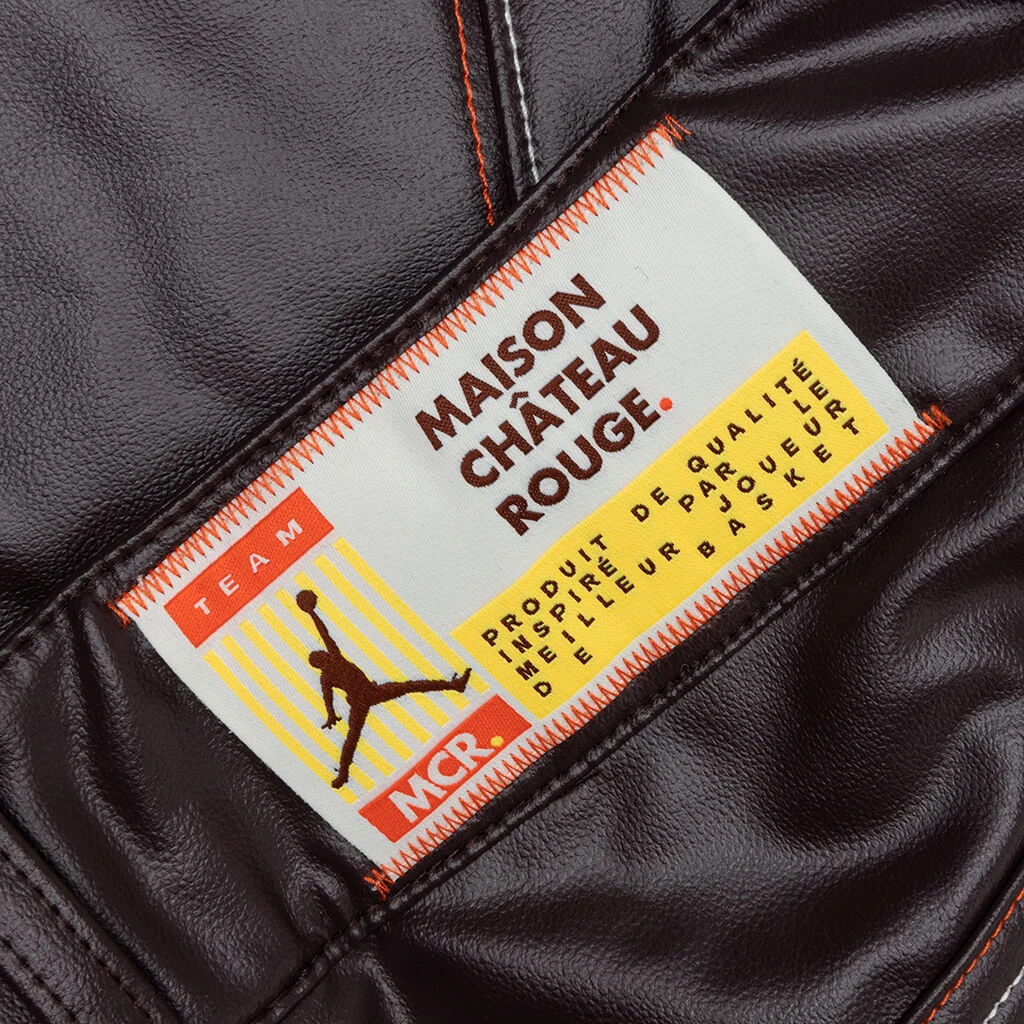 MAISON
CHÂTEAU
ROUGE.
TEAM
MCR.
PRODUIT DE QUALITÉ
INSPIRÉ PAR LE
MEILLEUR JOUEUR
DE BASKET